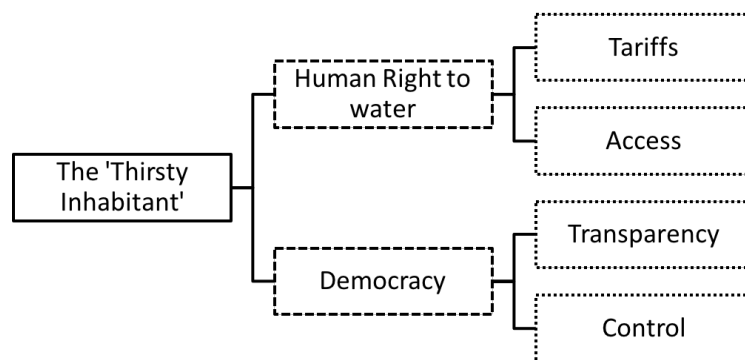 Tariffs
Human Right to
water
Access
The 'Thirsty
Inhabitant'
Transparency
Democracy
Control